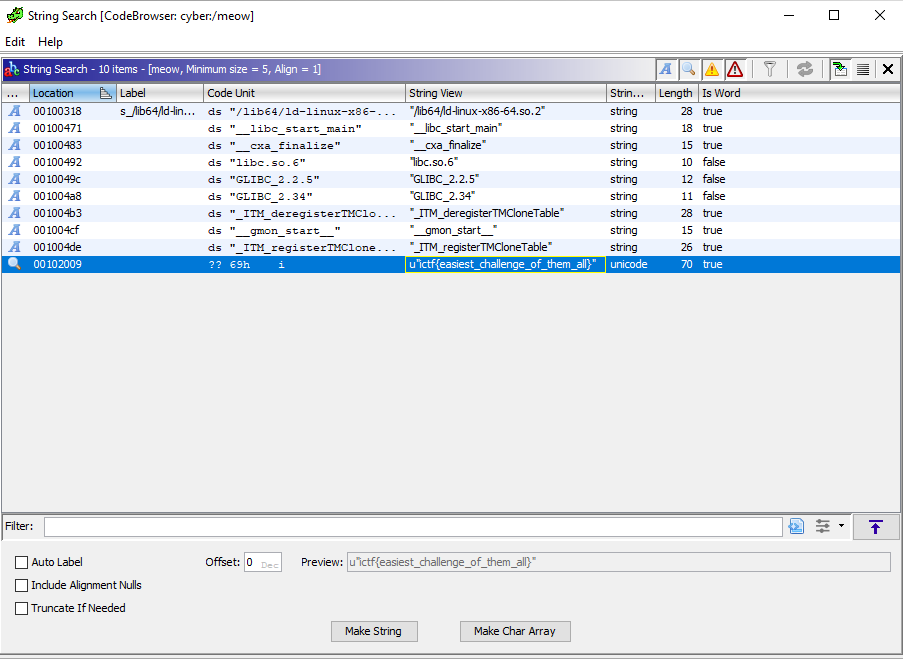 String Search [CodeBrowser: cyber:/meow]
Edit Help
String Search - 10 items - [meow, Minimum size = 5, Align = 1]
... Location Label Code Unit String View Strin... Length Is Word
A 00100318 s_/lib64/ld-lin... ds "/lib64/ld-linux-x86-... "/lib64/ld-linux-x86-64.so.2" string 28 true
A 00100471 ds "__libc_start_main" "__libc_start_main" string 18 true
A 00100483 ds "__cxa_finalize" "__cxa_finalize" string 15 true
A 00100492 ds "libc.so.6" "libc.so.6" string 10 false
A 0010049c ds "GLIBC_2.2.5" "GLIBC_2.2.5" string 12 false
A 001004a8 ds "GLIBC_2.34" "GLIBC_2.34" string 11 false
A 001004b3 ds "_ITM_deregisterTMClo... "_ITM_deregisterTMCloneTable" string 28 true
A 001004cf ds "__gmon_start__" "__gmon_start__" string 15 true
A 001004de ds "_ITM_registerTMClone... "_ITM_registerTMCloneTable" string 26 true
00102009 ?? 69h i u"ictf{easiest_challenge_of_them_all}" unicode 70 true
Filter:
Auto Label Offset: 0 Dec Preview: u"ictf{easiest_challenge_of_them_all}"
Include Alignment Nulls
Truncate If Needed
Make String Make Char Array